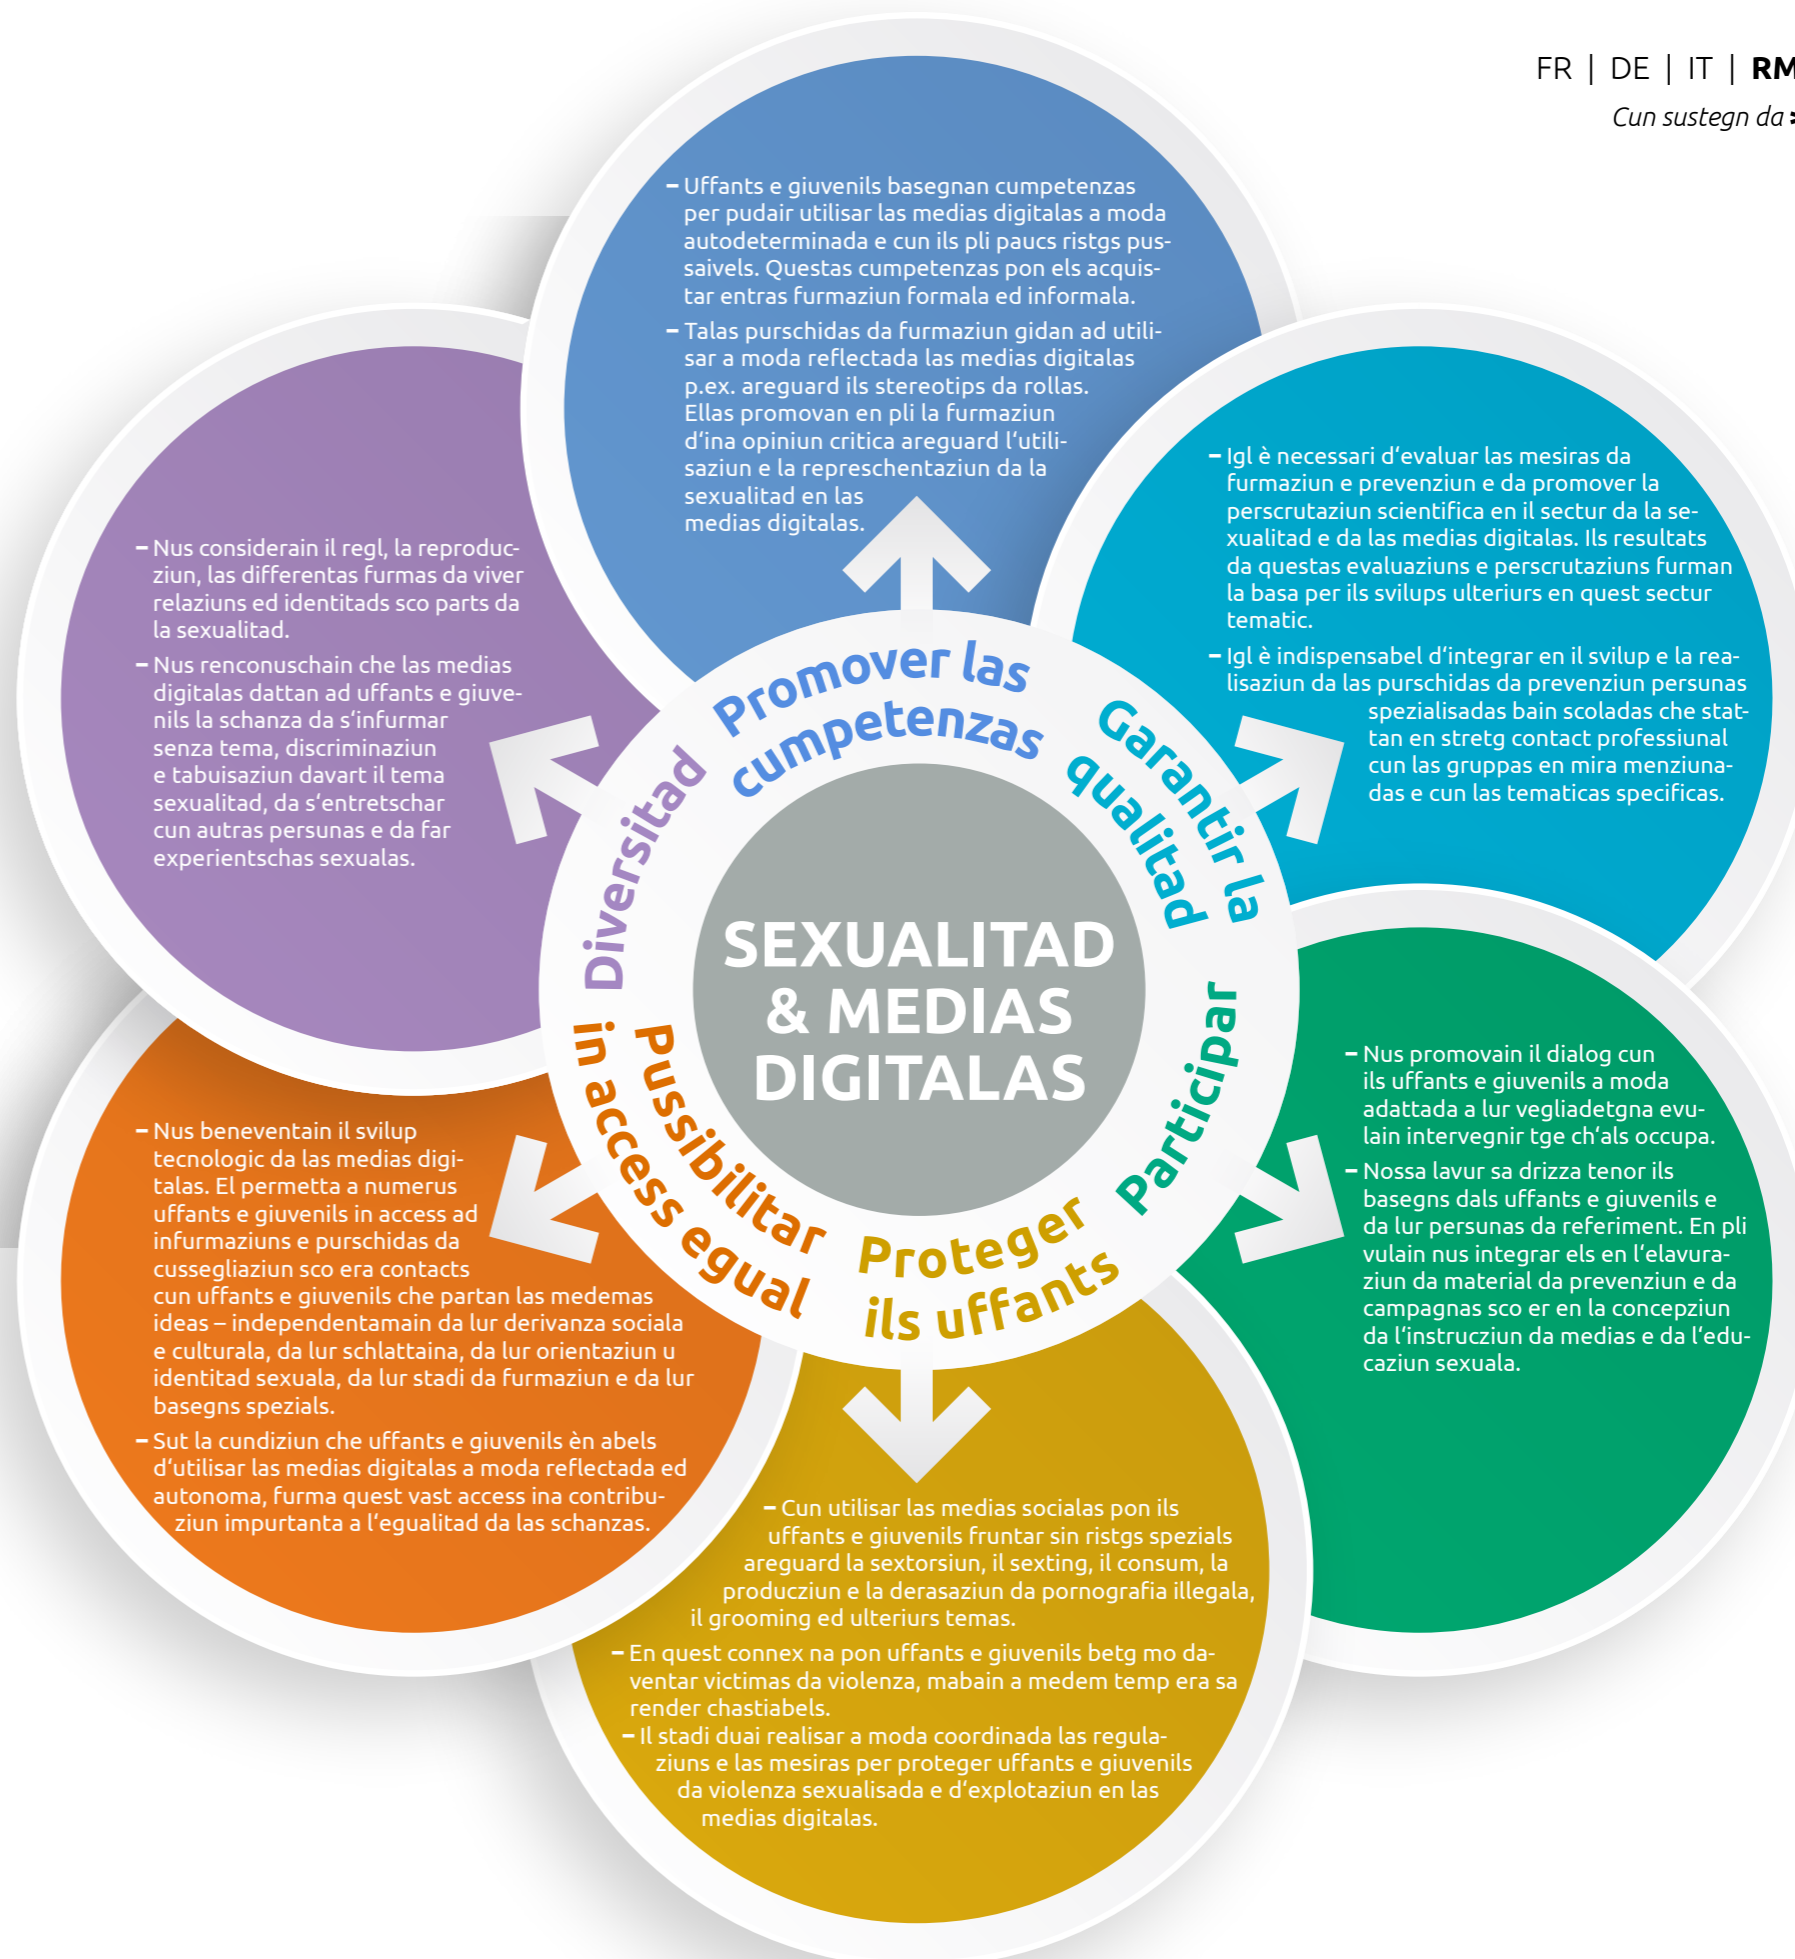 FR | DE | IT | RM
Cun sustegn da >
– Uffants e giuvenils basegnan cumpetenzas
per pudair utilisar las medias digitalas a moda
autodeterminada e cun ils pli paucs ristgs pus-
saivels. Questas cumpetenzas pon els acquis-
tar entras furmaziun formala ed informala.
– Talas purschidas da furmaziun gidan ad utili-
sar a moda reflectada las medias digitalas
p.ex. areguard ils stereotips da rollas.
Ellas promovan en pli la furmaziun
d‘ina opiniun critica areguard l‘utili-
saziun e la represchentaziun da la
sexualitad en las
medias digitalas.
– Igl è necessari d‘evaluar las mesiras da
furmaziun e prevenziun e da promover la
perscrutaziun scientifica en il sectur da la se-
xualitad e da las medias digitalas. Ils resultats
da questas evaluaziuns e perscrutaziuns furman
la basa per ils svilups ulteriurs en quest sectur
tematic.
– Igl è indispensabel d‘integrar en il svilup e la rea-
lisaziun da las purschidas da prevenziun persunas
spezialisadas bain scoladas che stat-
tan en stretg contact professiunal
cun las gruppas en mira menziuna-
das e cun las tematicas specificas.
– Nus considerain il regl, la reproduc-
ziun, las differentas furmas da viver
relaziuns ed identitads sco parts da
la sexualitad.
– Nus renconuschain che las medias
digitalas dattan ad uffants e giuve-
nils la schanza da s‘infurmar
senza tema, discriminaziun
e tabuisaziun davart il tema
sexualitad, da s‘entretschar
cun autras persunas e da far
experientschas sexualas.
Promover las
cumpetenzas
Garantir la
qualitad
Diversitad
SEXUALITAD
& MEDIAS
DIGITALAS
Participar
Pussibilitar
in access egual
Proteger
ils uffants
– Nus promovain il dialog cun
ils uffants e giuvenils a moda
adattada a lur vegliadetgna evu-
lain intervegnir tge ch‘als occupa.
– Nossa lavur sa drizza tenor ils
basegns dals uffants e giuvenils e
da lur persunas da referiment. En pli
vulain nus integrar els en l‘elavura-
ziun da material da prevenziun e da
campagnas sco er en la concepziun
da l‘instrucziun da medias e da l‘edu-
caziun sexuala.
– Nus beneventain il svilup
tecnologic da las medias digi-
talas. El permetta a numerus
uffants e giuvenils in access ad
infurmaziuns e purschidas da
cussegliaziun sco era contacts
cun uffants e giuvenils che partan las medemas
ideas – independentamain da lur derivanza sociala
e culturala, da lur schlattaina, da lur orientaziun u
identitad sexuala, da lur stadi da furmaziun e da lur
basegns spezials.
– Sut la cundiziun che uffants e giuvenils èn abels
d‘utilisar las medias digitalas a moda reflectada ed
autonoma, furma quest vast access ina contribu-
ziun impurtanta a l‘egualitad da las schanzas.
– Cun utilisar las medias socialas pon ils
uffants e giuvenils fruntar sin ristgs spezials
areguard la sextorsiun, il sexting, il consum, la
producziun e la derasaziun da pornografia illegala,
il grooming ed ulteriurs temas.
– En quest connex na pon uffants e giuvenils betg mo da-
ventar victimas da violenza, mabain a medem temp era sa
render chastiabels.
– Il stadi duai realisar a moda coordinada las regula-
ziuns e las mesiras per proteger uffants e giuvenils
da violenza sexualisada e d‘explotaziun en las
medias digitalas.